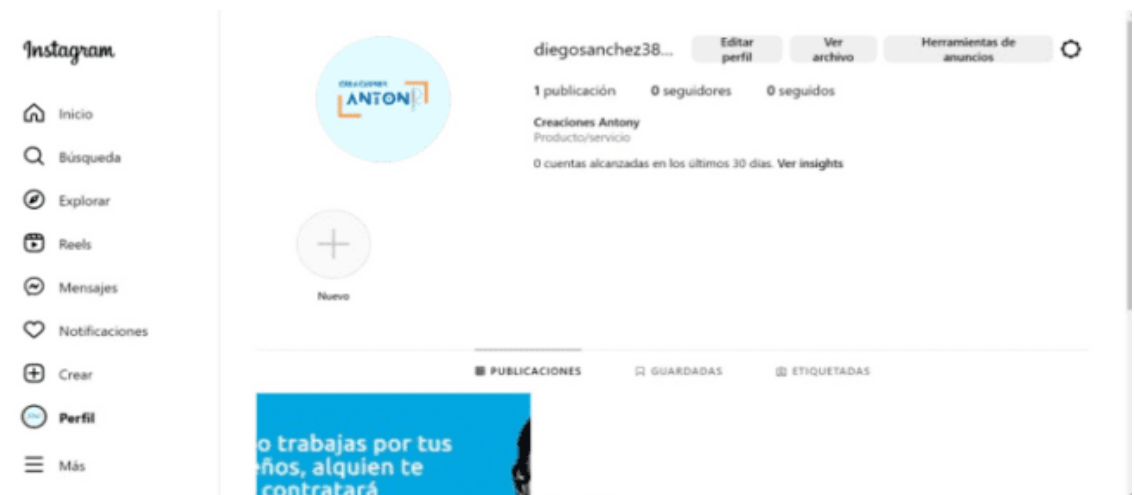 Instagram
Inicio
Búsqueda
Explorar
Reels
Mensajes
Notificaciones
Crear
Perfil
Más
CREACIONES
ANTONY
diegosanchez38...
Editar perfil
Ver archivo
Herramientas de anuncios
1 publicación 0 seguidores 0 seguidos
Creaciones Antony
Producto/servicio
0 cuentas alcanzadas en los últimos 30 días. Ver insights
Nuevo
PUBLICACIONES GUARDADAS ETIQUETADAS
o trabajas por tus
eños, alguien te
contratará